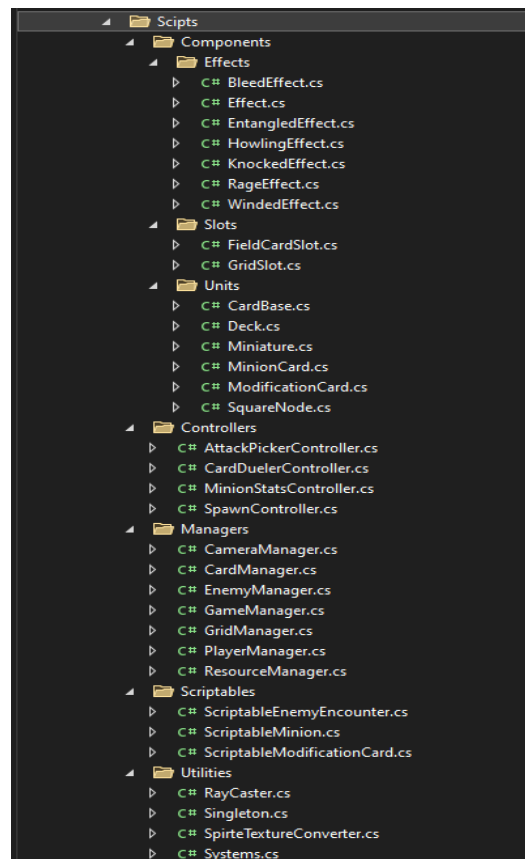 Scipts
Components
Effects
C# BleedEffect.cs
C# Effect.cs
C# EntangledEffect.cs
C# HowlingEffect.cs
C# KnockedEffect.cs
C# RageEffect.cs
C# WindedEffect.cs
Slots
C# FieldCardSlot.cs
C# GridSlot.cs
Units
C# CardBase.cs
C# Deck.cs
C# Miniature.cs
C# MinionCard.cs
C# ModificationCard.cs
C# SquareNode.cs
Controllers
C# AttackPickerController.cs
C# CardDuelerController.cs
C# MinionStatsController.cs
C# SpawnController.cs
Managers
C# CameraManager.cs
C# CardManager.cs
C# EnemyManager.cs
C# GameManager.cs
C# GridManager.cs
C# PlayerManager.cs
C# ResourceManager.cs
Scriptables
C# ScriptableEnemyEncounter.cs
C# ScriptableMinion.cs
C# ScriptableModificationCard.cs
Utilities
C# RayCaster.cs
C# Singleton.cs
C# SpirteTextureConverter.cs
C# Systems.cs